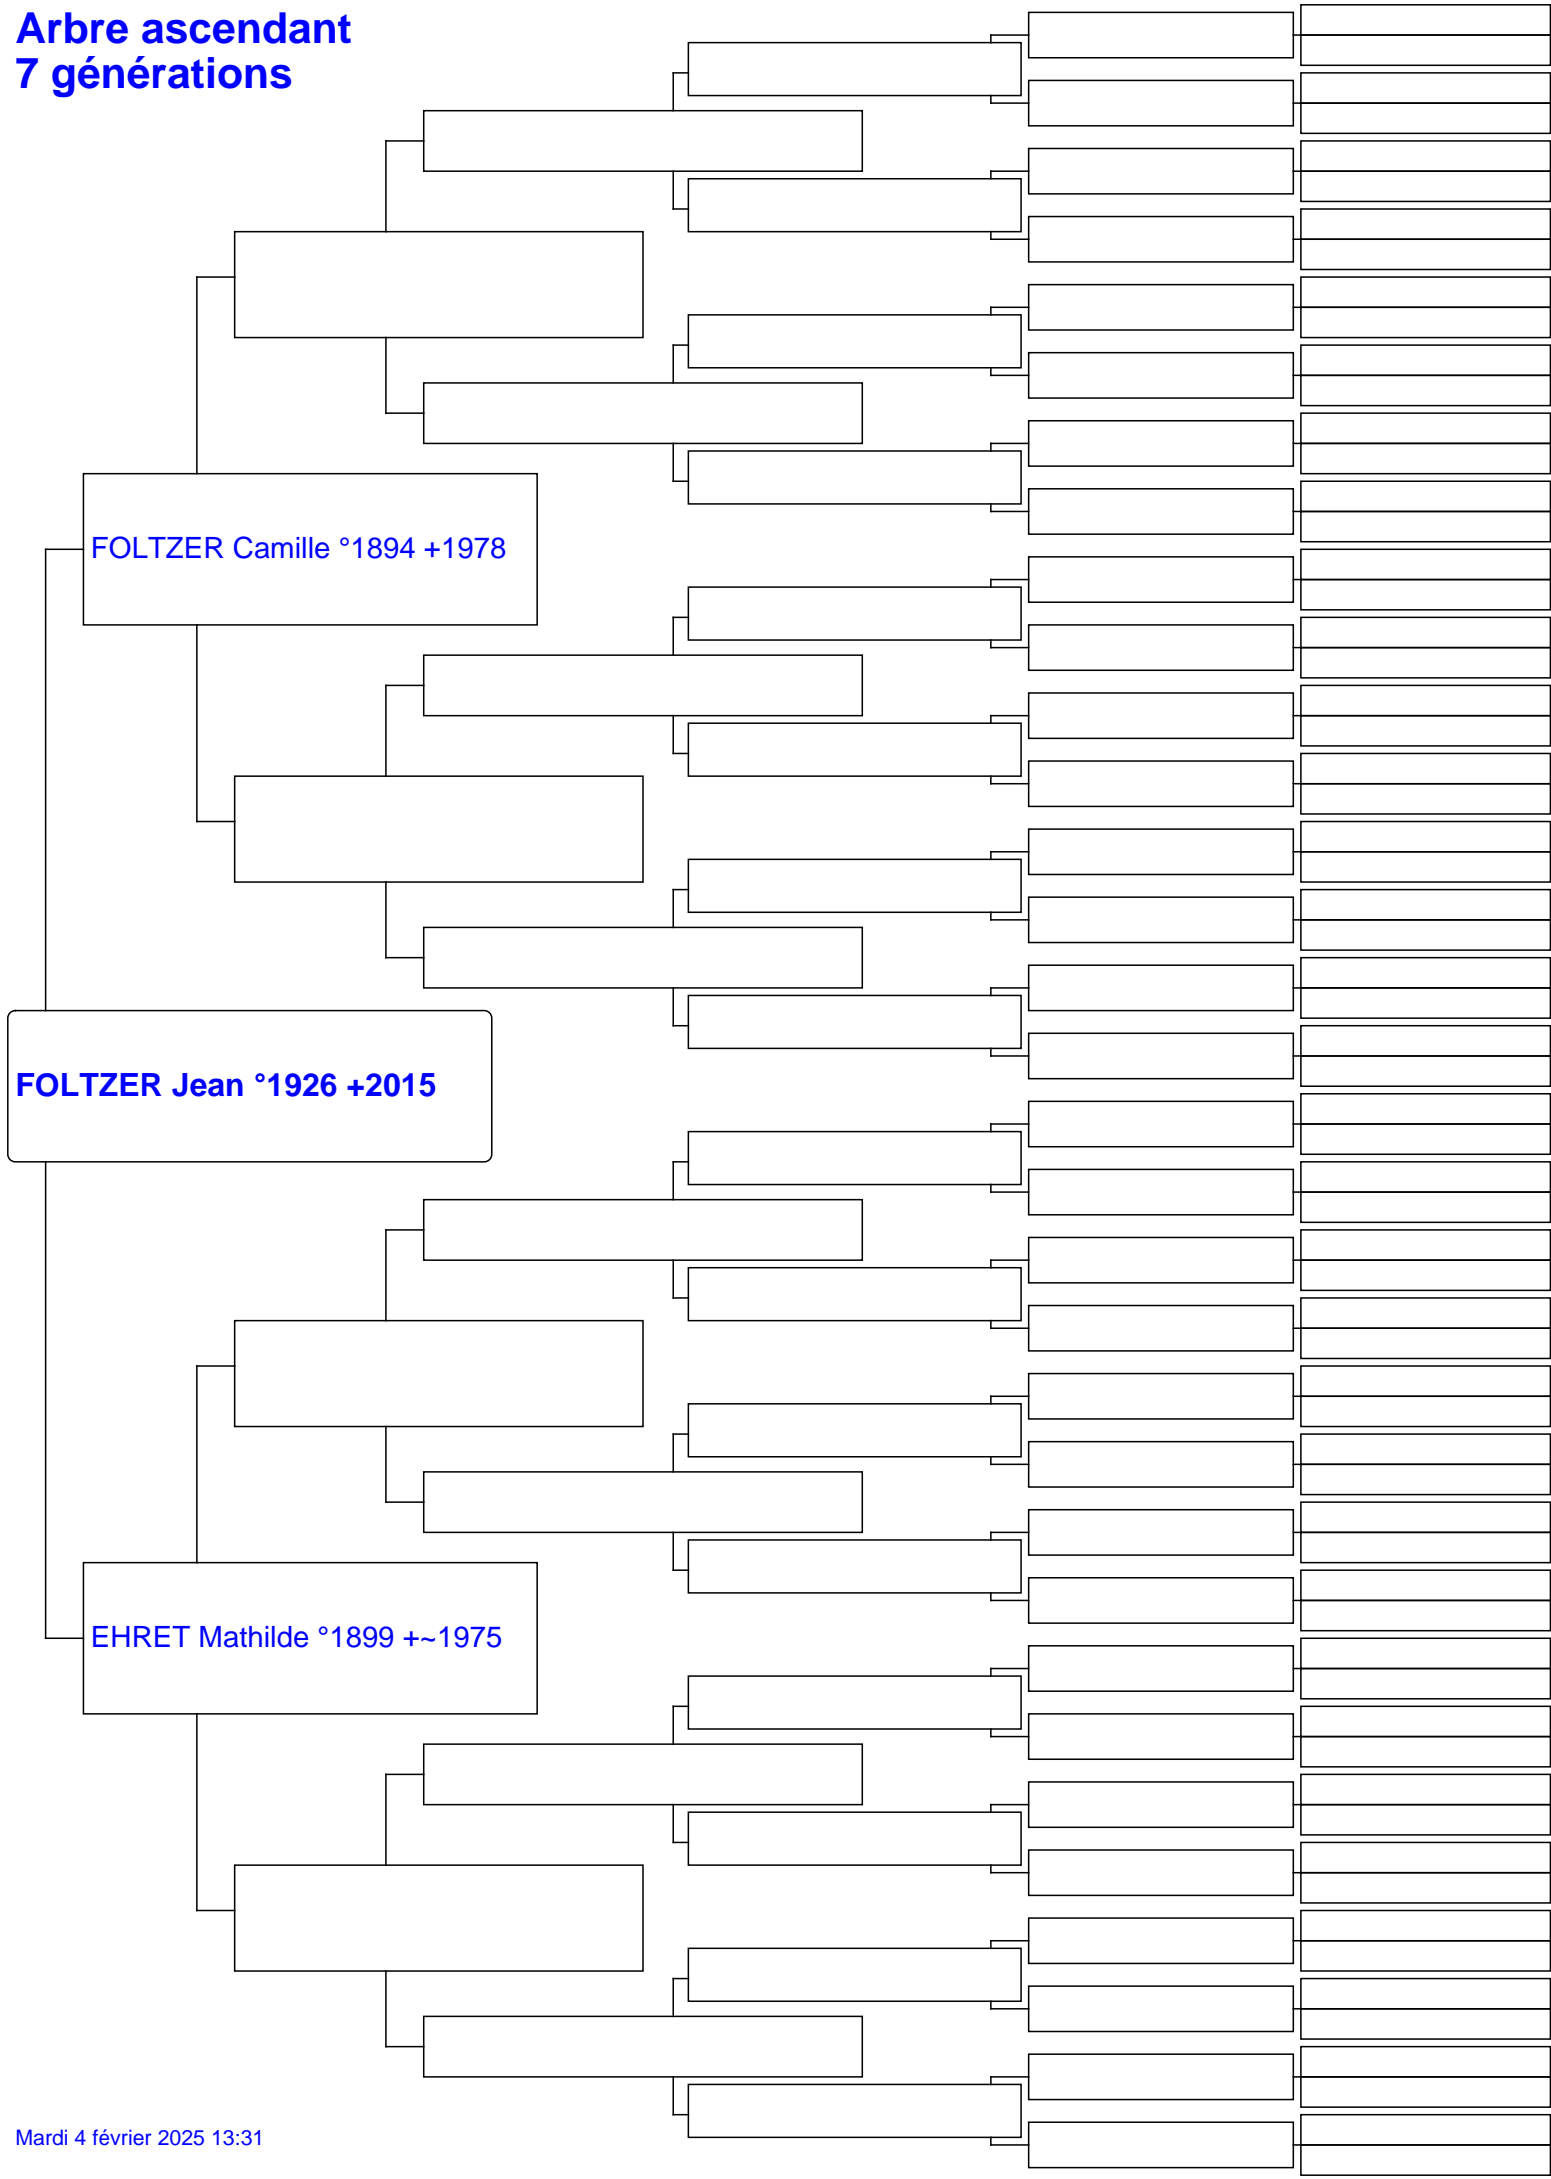 Arbre ascendant
7 générations
FOLTZER Camille °1894 +1978
FOLTZER Jean °1926 +2015
EHRET Mathilde °1899 +~1975
Mardi 4 février 2025 13:31